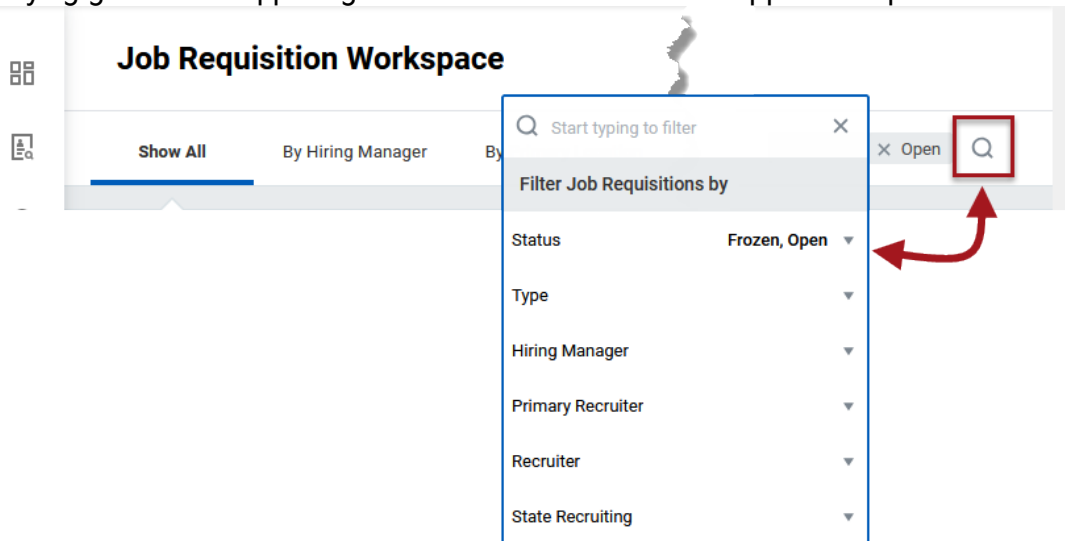 Job Requisition Workspace
Show All By Hiring Manager By
Start typing to filter
Open
Filter Job Requisitions by
Status Frozen, Open
Type
Hiring Manager
Primary Recruiter
Recruiter
State Recruiting